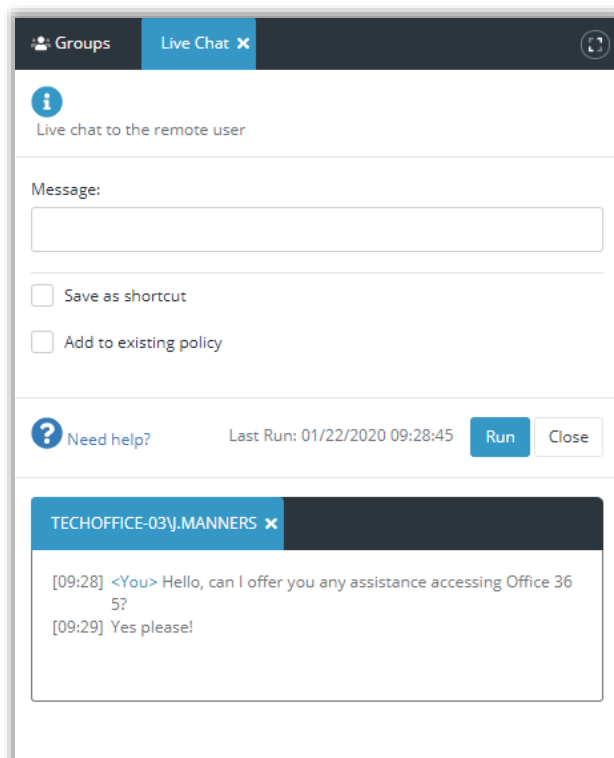 Groups
Live Chat ×
Live chat to the remote user
Message:
Save as shortcut
Add to existing policy
Need help?
Last Run: 01/22/2020 09:28:45
Run
Close
TECHOFFICE-03\J.MANNERS ×
[09:28] <You> Hello, can I offer you any assistance accessing Office 36
5?
[09:29] Yes please!